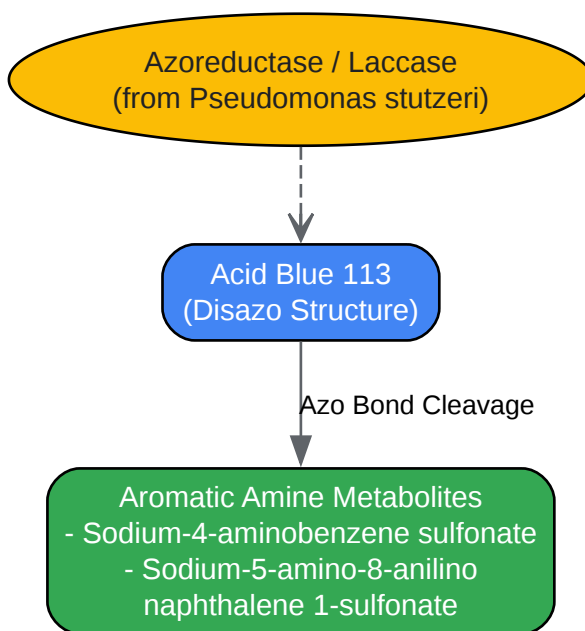 Azoreductase / Laccase
(from Pseudomonas stutzeri)
Acid Blue 113
(Disazo Structure)
Azo Bond Cleavage
Aromatic Amine Metabolites
- Sodium-4-aminobenzene sulfonate
- Sodium-5-amino-8-anilino
naphthalene 1-sulfonate